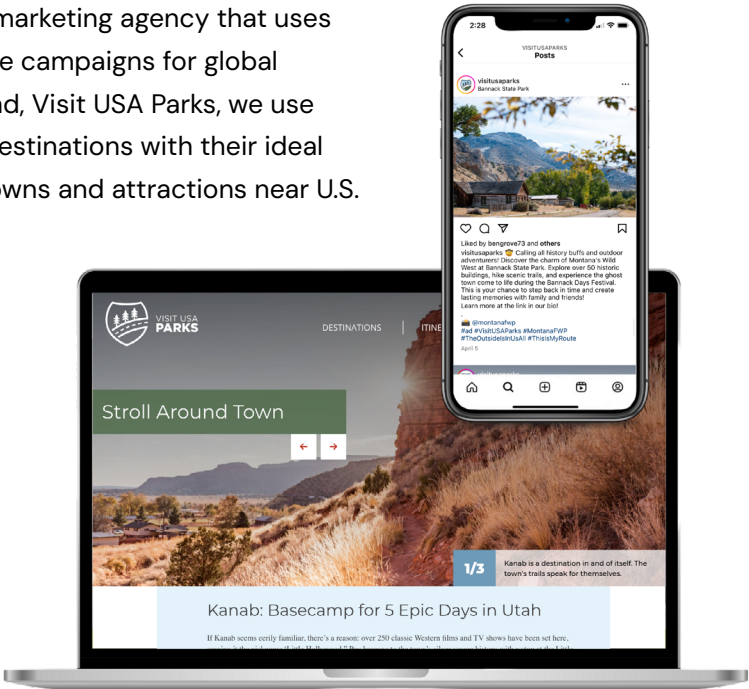 marketing agency that uses
e campaigns for global
nd, Visit USA Parks, we use
estinations with their ideal
owns and attractions near U.S.
2:28
VISITUSAPARKS
Posts
visitusaparks
Bannack State Park
Liked by bengrove73 and others
visitusaparks 🤠 Calling all history buffs and outdoor
adventurers! Discover the charm of Montana's Wild
West at Bannack State Park. Explore over 50 historic
buildings, hike scenic trails, and experience the ghost
town come to life during the Bannack Days Festival.
This is your chance to step back in time and create
lasting memories with family and friends!
Learn more at the link in our bio!
.
📸 @montanafwp
#ad #VisitUSAParks #MontanaFWP
#TheOutsideIsInUsAll #ThisIsMyRoute
April 5
VISIT USA
PARKS
DESTINATIONS
ITINE
Stroll Around Town
1/3
Kanab is a destination in and of itself. The
town's trails speak for themselves.
Kanab: Basecamp for 5 Epic Days in Utah
If Kanab seems eerily familiar, there's a reason: over 250 classic Western films and TV shows have been set here,